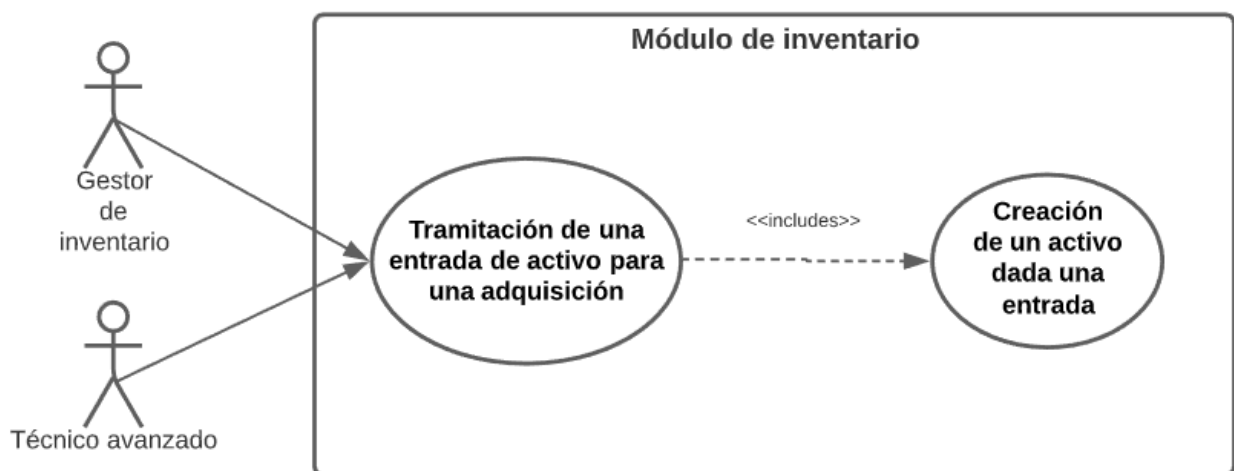 Módulo de inventario
Gestor
de
inventario
Tramitación de una
entrada de activo para
una adquisición
<<includes>>
Creación
de un activo
dada una
entrada
Técnico avanzado